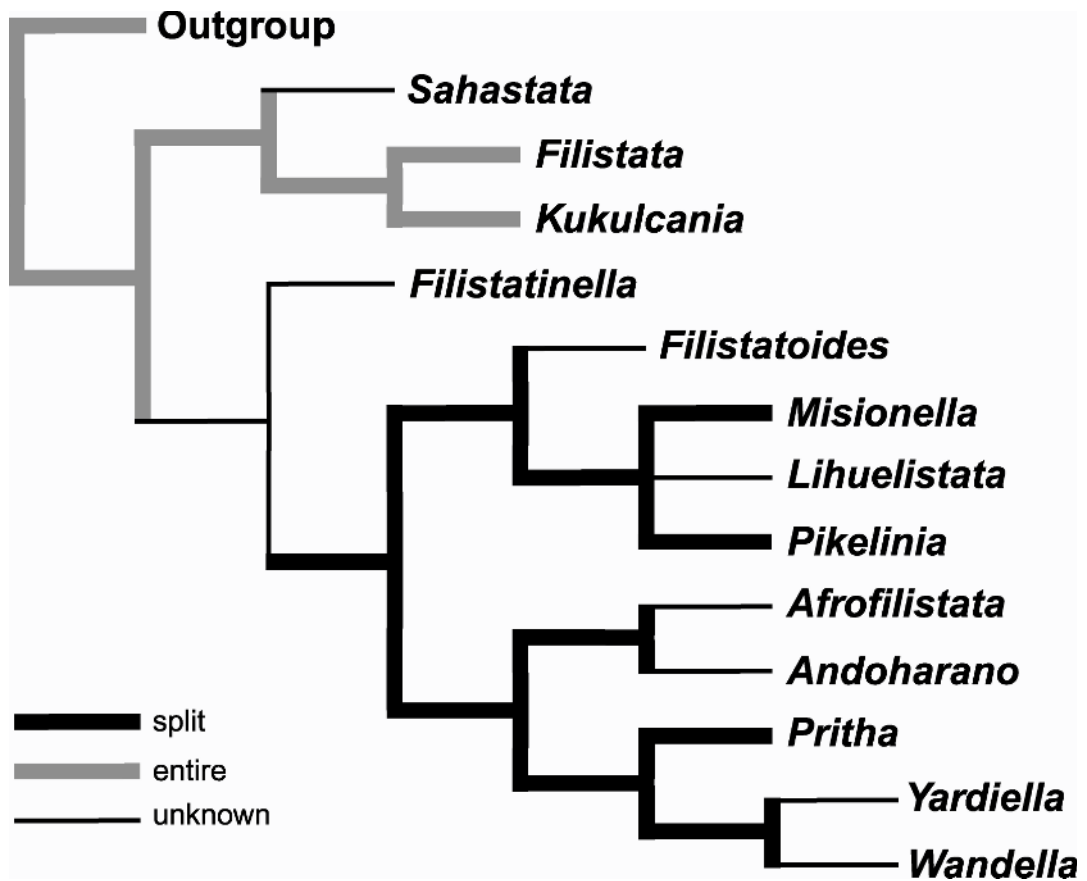 Outgroup
Sahastata
Filistata
Kukulcania
Filistatinella
Filistatoides
Misionella
Lihuelistata
Pikelinia
Afrofilistata
Andoharano
Pritha
Yardiella
Wandella
split
entire
unknown